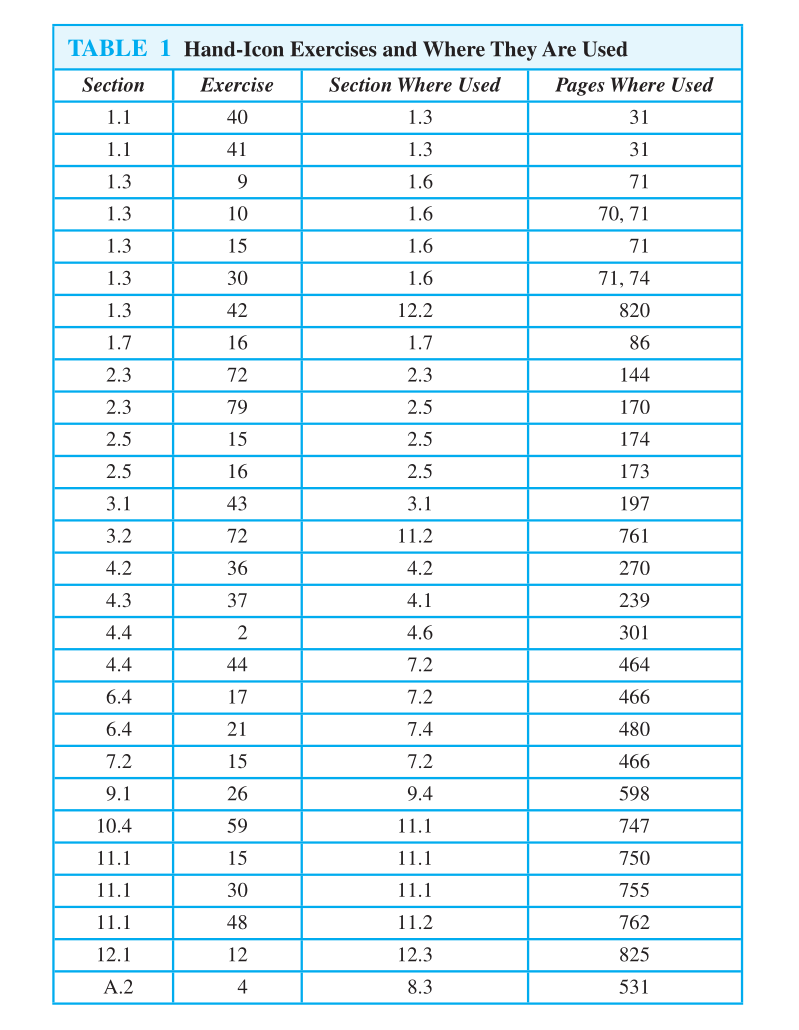 TABLE 1 Hand-Icon Exercises and Where They Are Used
Section Exercise Section Where Used Pages Where Used
1.1 40 1.3 31
1.1 41 1.3 31
1.3 9 1.6 71
1.3 10 1.6 70, 71
1.3 15 1.6 71
1.3 30 1.6 71, 74
1.3 42 12.2 820
1.7 16 1.7 86
2.3 72 2.3 144
2.3 79 2.5 170
2.5 15 2.5 174
2.5 16 2.5 173
3.1 43 3.1 197
3.2 72 11.2 761
4.2 36 4.2 270
4.3 37 4.1 239
4.4 2 4.6 301
4.4 44 7.2 464
6.4 17 7.2 466
6.4 21 7.4 480
7.2 15 7.2 466
9.1 26 9.4 598
10.4 59 11.1 747
11.1 15 11.1 750
11.1 30 11.1 755
11.1 48 11.2 762
12.1 12 12.3 825
A.2 4 8.3 531